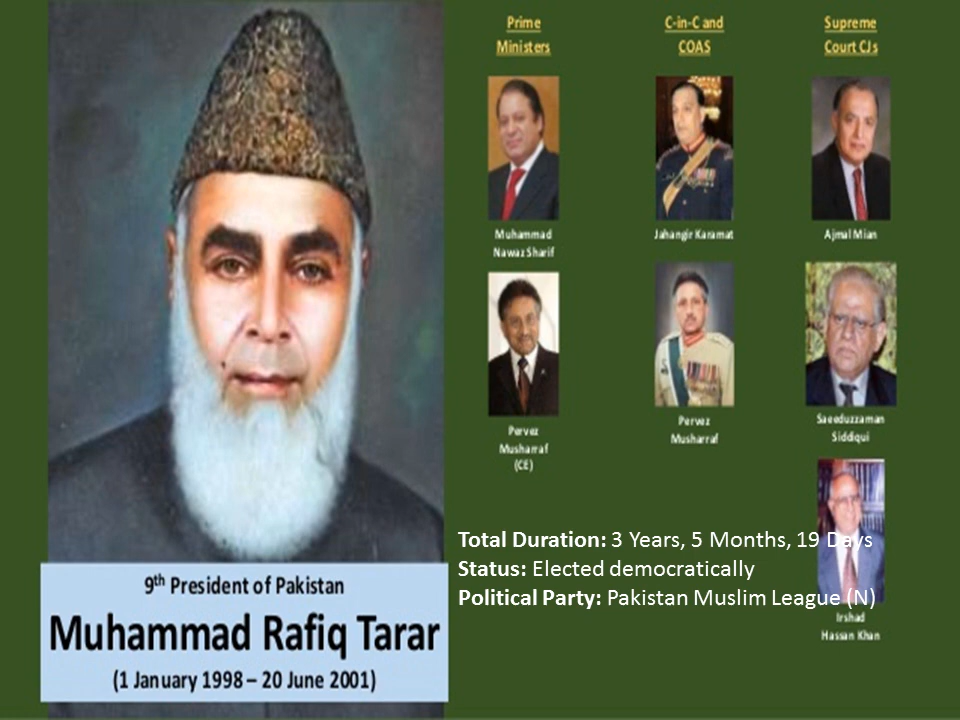 Prime
Ministers
C-in-C and
COAS
Supreme
Court CJs
Muhammad
Nawaz Sharif
Jahangir Karamat
Ajmal Mian
Pervez
Musharraf
(CE)
Pervez
Musharraf
Saeeduzzaman
Siddiqui
Total Duration: 3 Years, 5 Months, 19 Days
Status: Elected democratically
Political Party: Pakistan Muslim League (N)
Irshad
Hassan Khan
9th President of Pakistan
Muhammad Rafiq Tarar
(1 January 1998 – 20 June 2001)